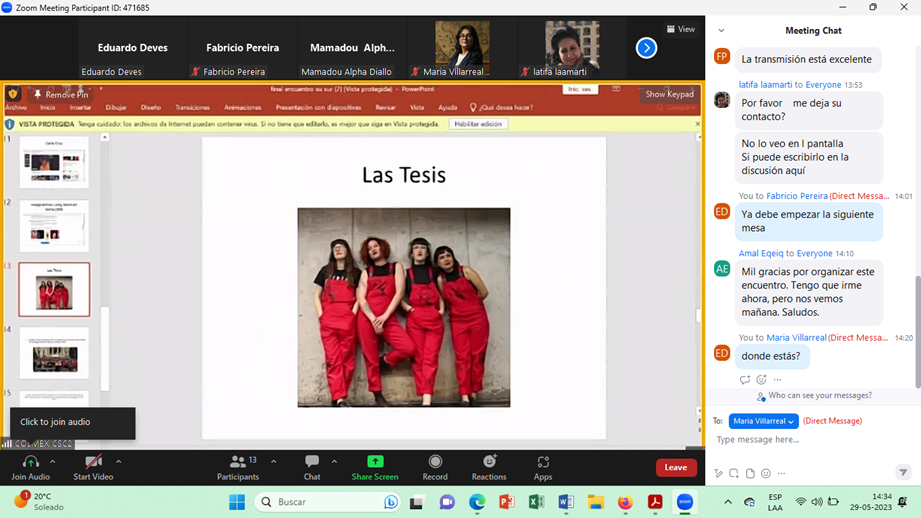 Zoom Meeting Participant ID: 471685
Eduardo Deves
Eduardo Deves
Fabricio Pereira
Fabricio Pereira
Mamadou Alpha...
Mamadou Alpha Diallo
Maria Villarreal...
latifa laamarti
View
Remove Pin
final encuentro su sur (7) [Vista protegida] - PowerPoint
Inic. ses.
Show Keypad
Archivo Inicio Insertar Dibujar Diseño Transiciones Animaciones Presentación con diapositivas Revisar Vista Ayuda ¿Qué desea hacer?
VISTA PROTEGIDA Tenga cuidado: los archivos de Internet pueden contener virus. Si no tiene que editarlo, es mejor que siga en Vista protegida. Habilitar edición
11
12
13
Las Tesis
14
15
Las Tesis
Click to join audio
COLMEX CSCE
Meeting Chat
FP
La transmisión está excelente
latifa laamarti to Everyone 13:53
Por favor me deja su
contacto?
No lo veo en l pantalla
Si puede escribirlo en la
discusión aquí
You to Fabricio Pereira (Direct Messa... 14:01
ED
Ya debe empezar la siguiente
mesa
Amal Eqeiq to Everyone 14:10
AE
Mil gracias por organizar este
encuentro. Tengo que irme
ahora, pero nos vemos
mañana. Saludos.
You to Maria Villarreal (Direct Messa... 14:20
ED
donde estás?
Who can see your messages?
To: Maria Villarreal (Direct Message)
Type message here...
Join Audio
Start Video
13
Participants
Chat
Share Screen
Record
Reactions
Apps
Leave
1
20°C
Soleado
Buscar
ESP
LAA
14:34
29-05-2023